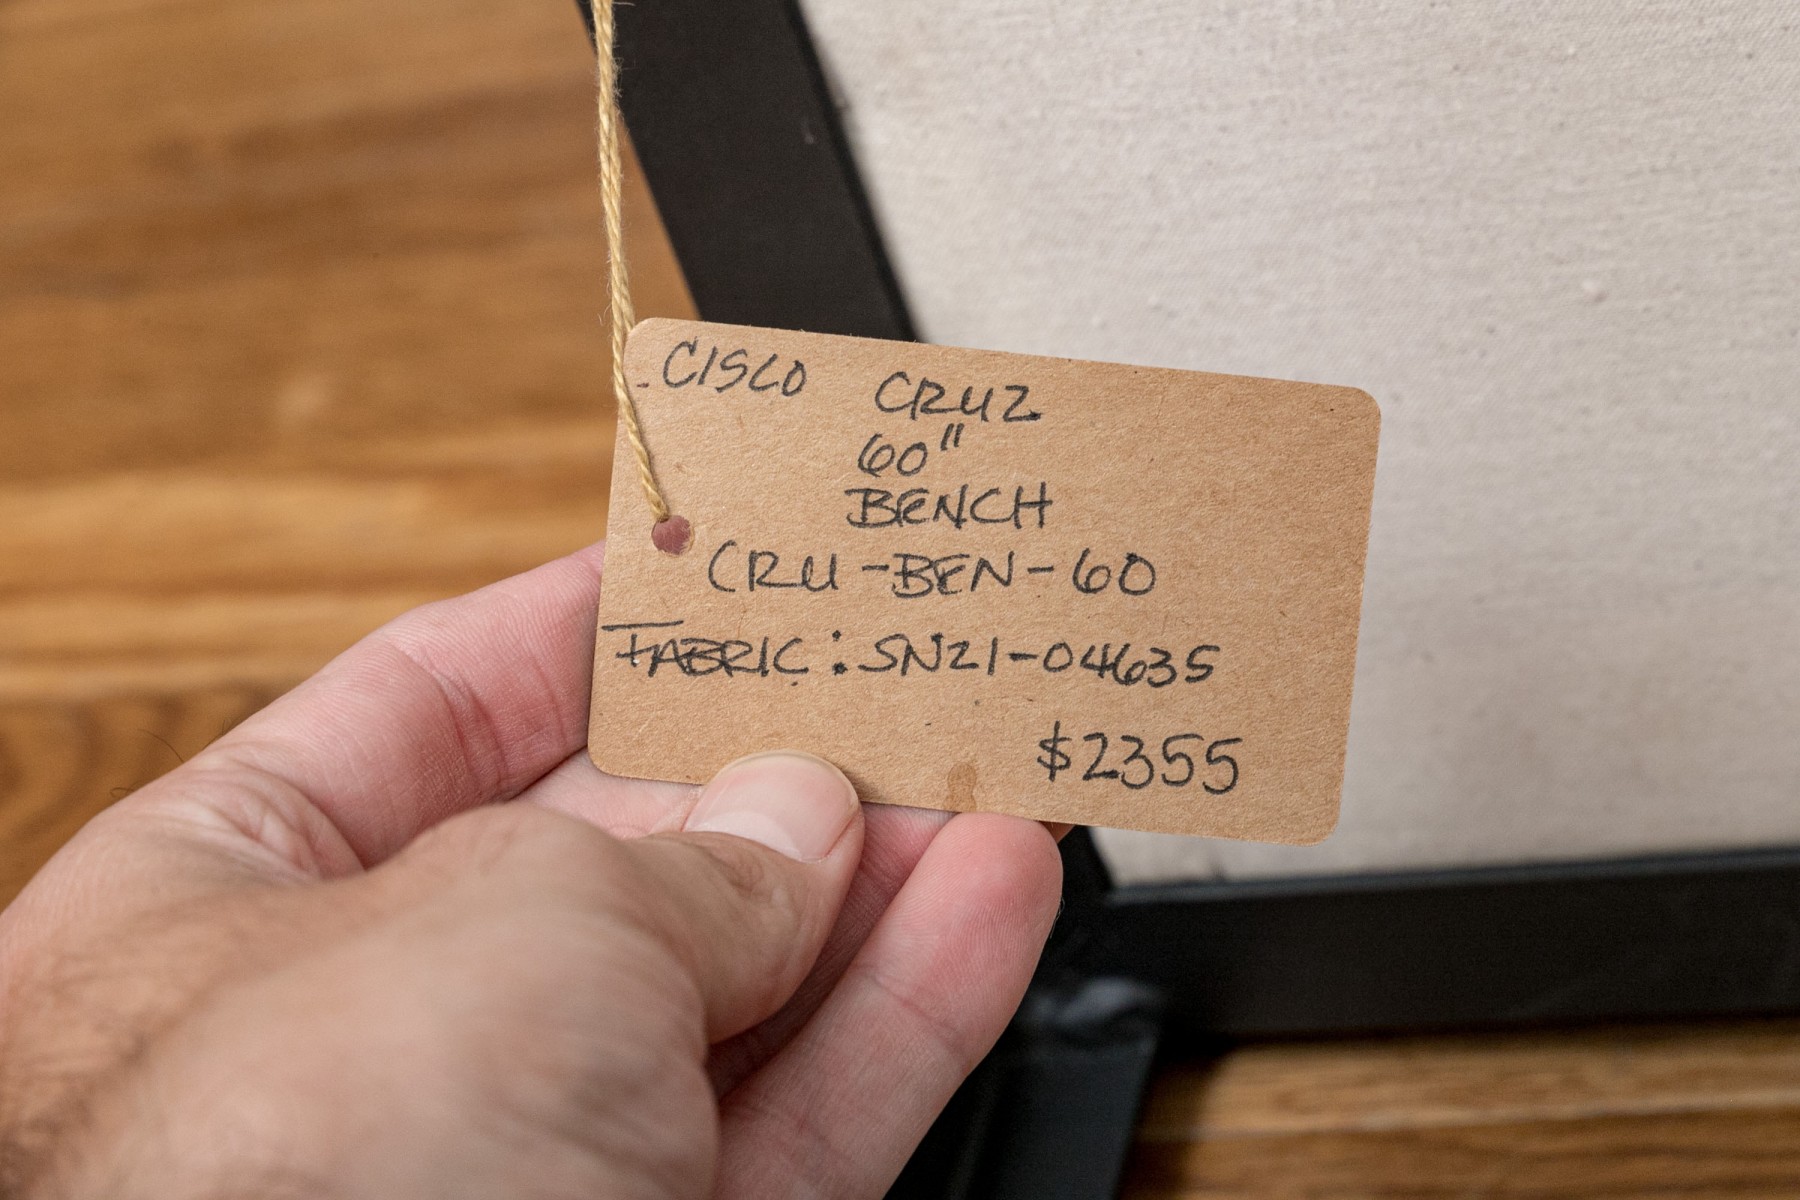 CISCO CRUZ
60"
BENCH
CRU-BEN-60
FABRIC: SN21-04635
$2355